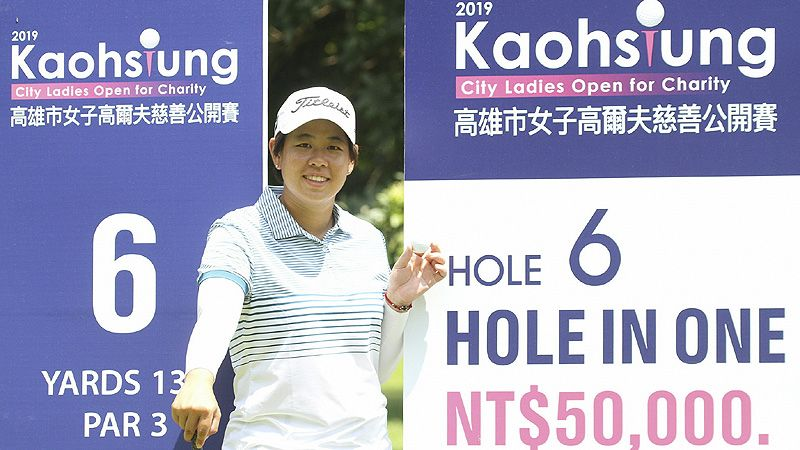 2019
Kaohsiung
City Ladies Open for Charity
高雄市女子高爾夫慈善公開賽
6
YARDS 13
PAR 3
Titleist
2019
Kaohsiung
City Ladies Open for Charity
高雄市女子高爾夫慈善公開賽
HOLE 6
HOLE IN ONE
NT$50,000.